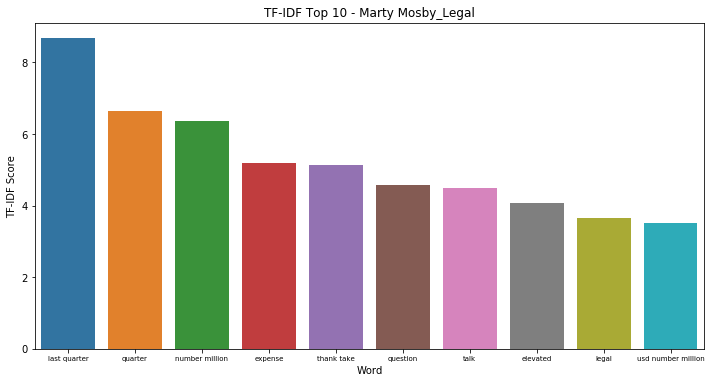 TF-IDF Top 10 - Marty Mosby_Legal
TF-IDF Score
8
6
4
2
0
last quarter quarter number million expense thank take question talk elevated legal usd number million
Word